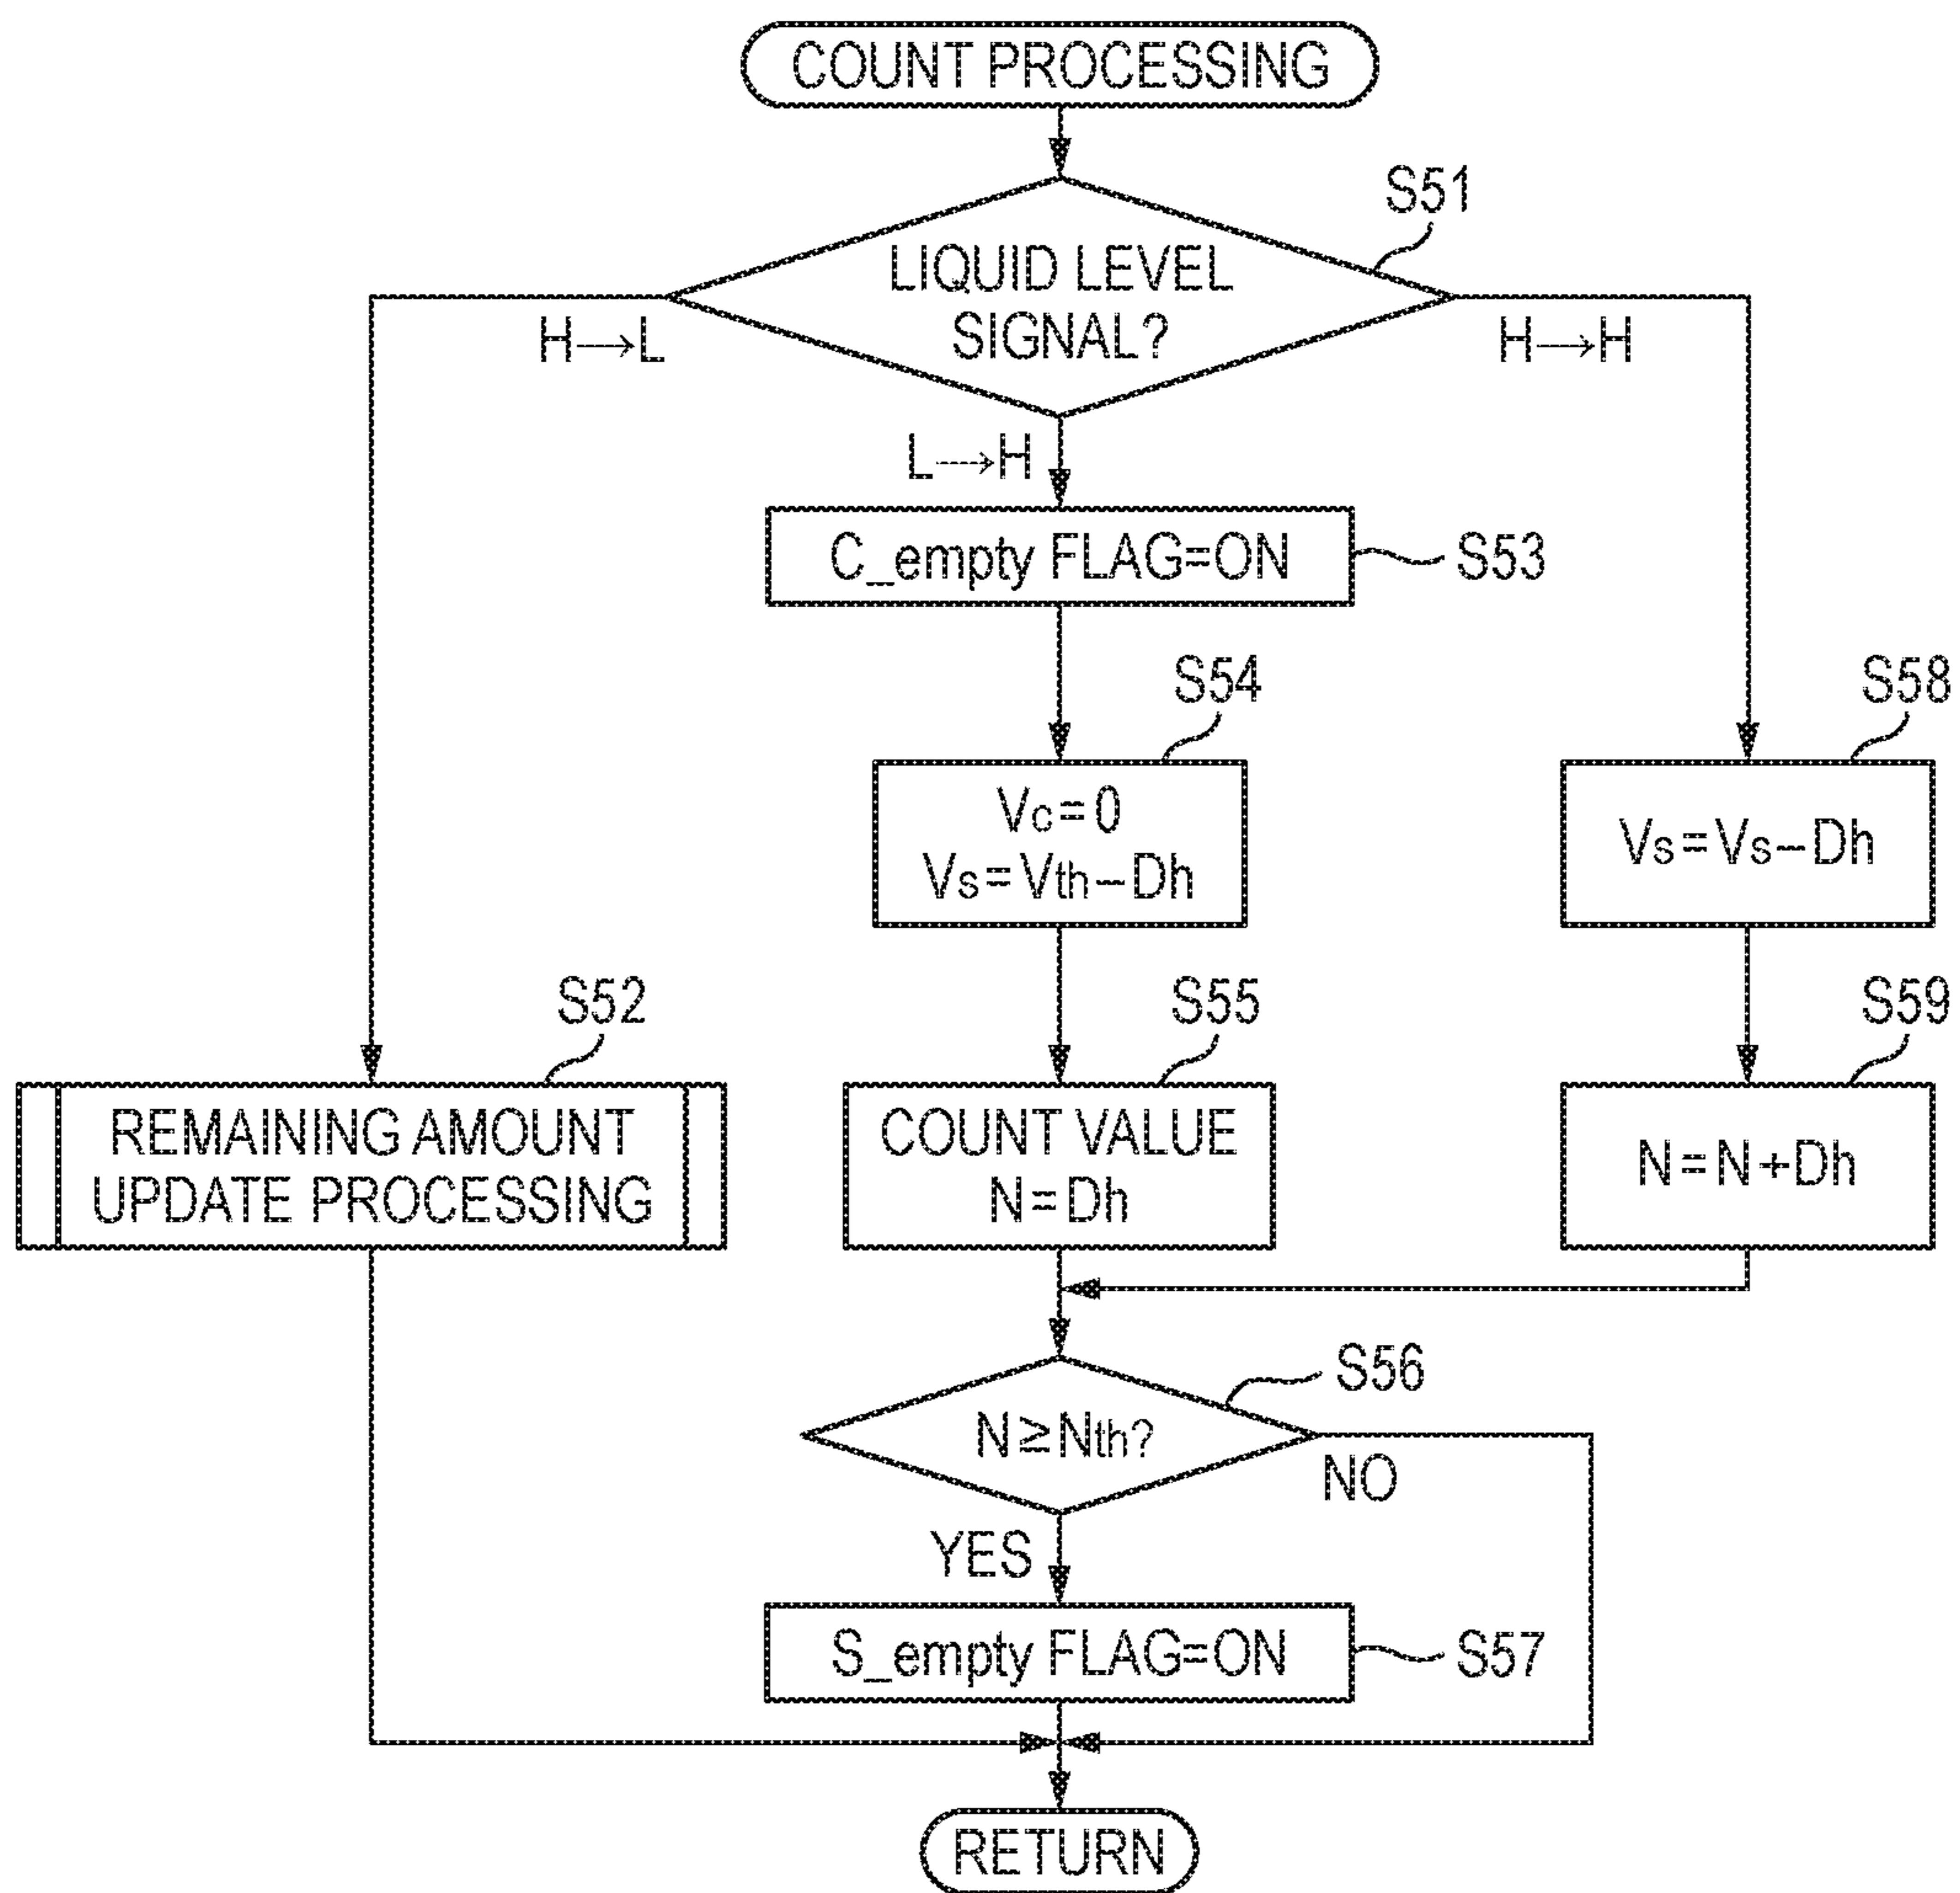 COUNT PROCESSING
S51
LIQUID LEVEL
SIGNAL?
H→L
H→H
L→H
C_empty FLAG=ON
S53
S54
Vc=0
Vs=Vth−Dh
S58
Vs=Vs−Dh
S52
REMAINING AMOUNT
UPDATE PROCESSING
S55
COUNT VALUE
N=Dh
S59
N=N+Dh
S56
N≥Nth?
NO
YES
S_empty FLAG=ON
S57
RETURN